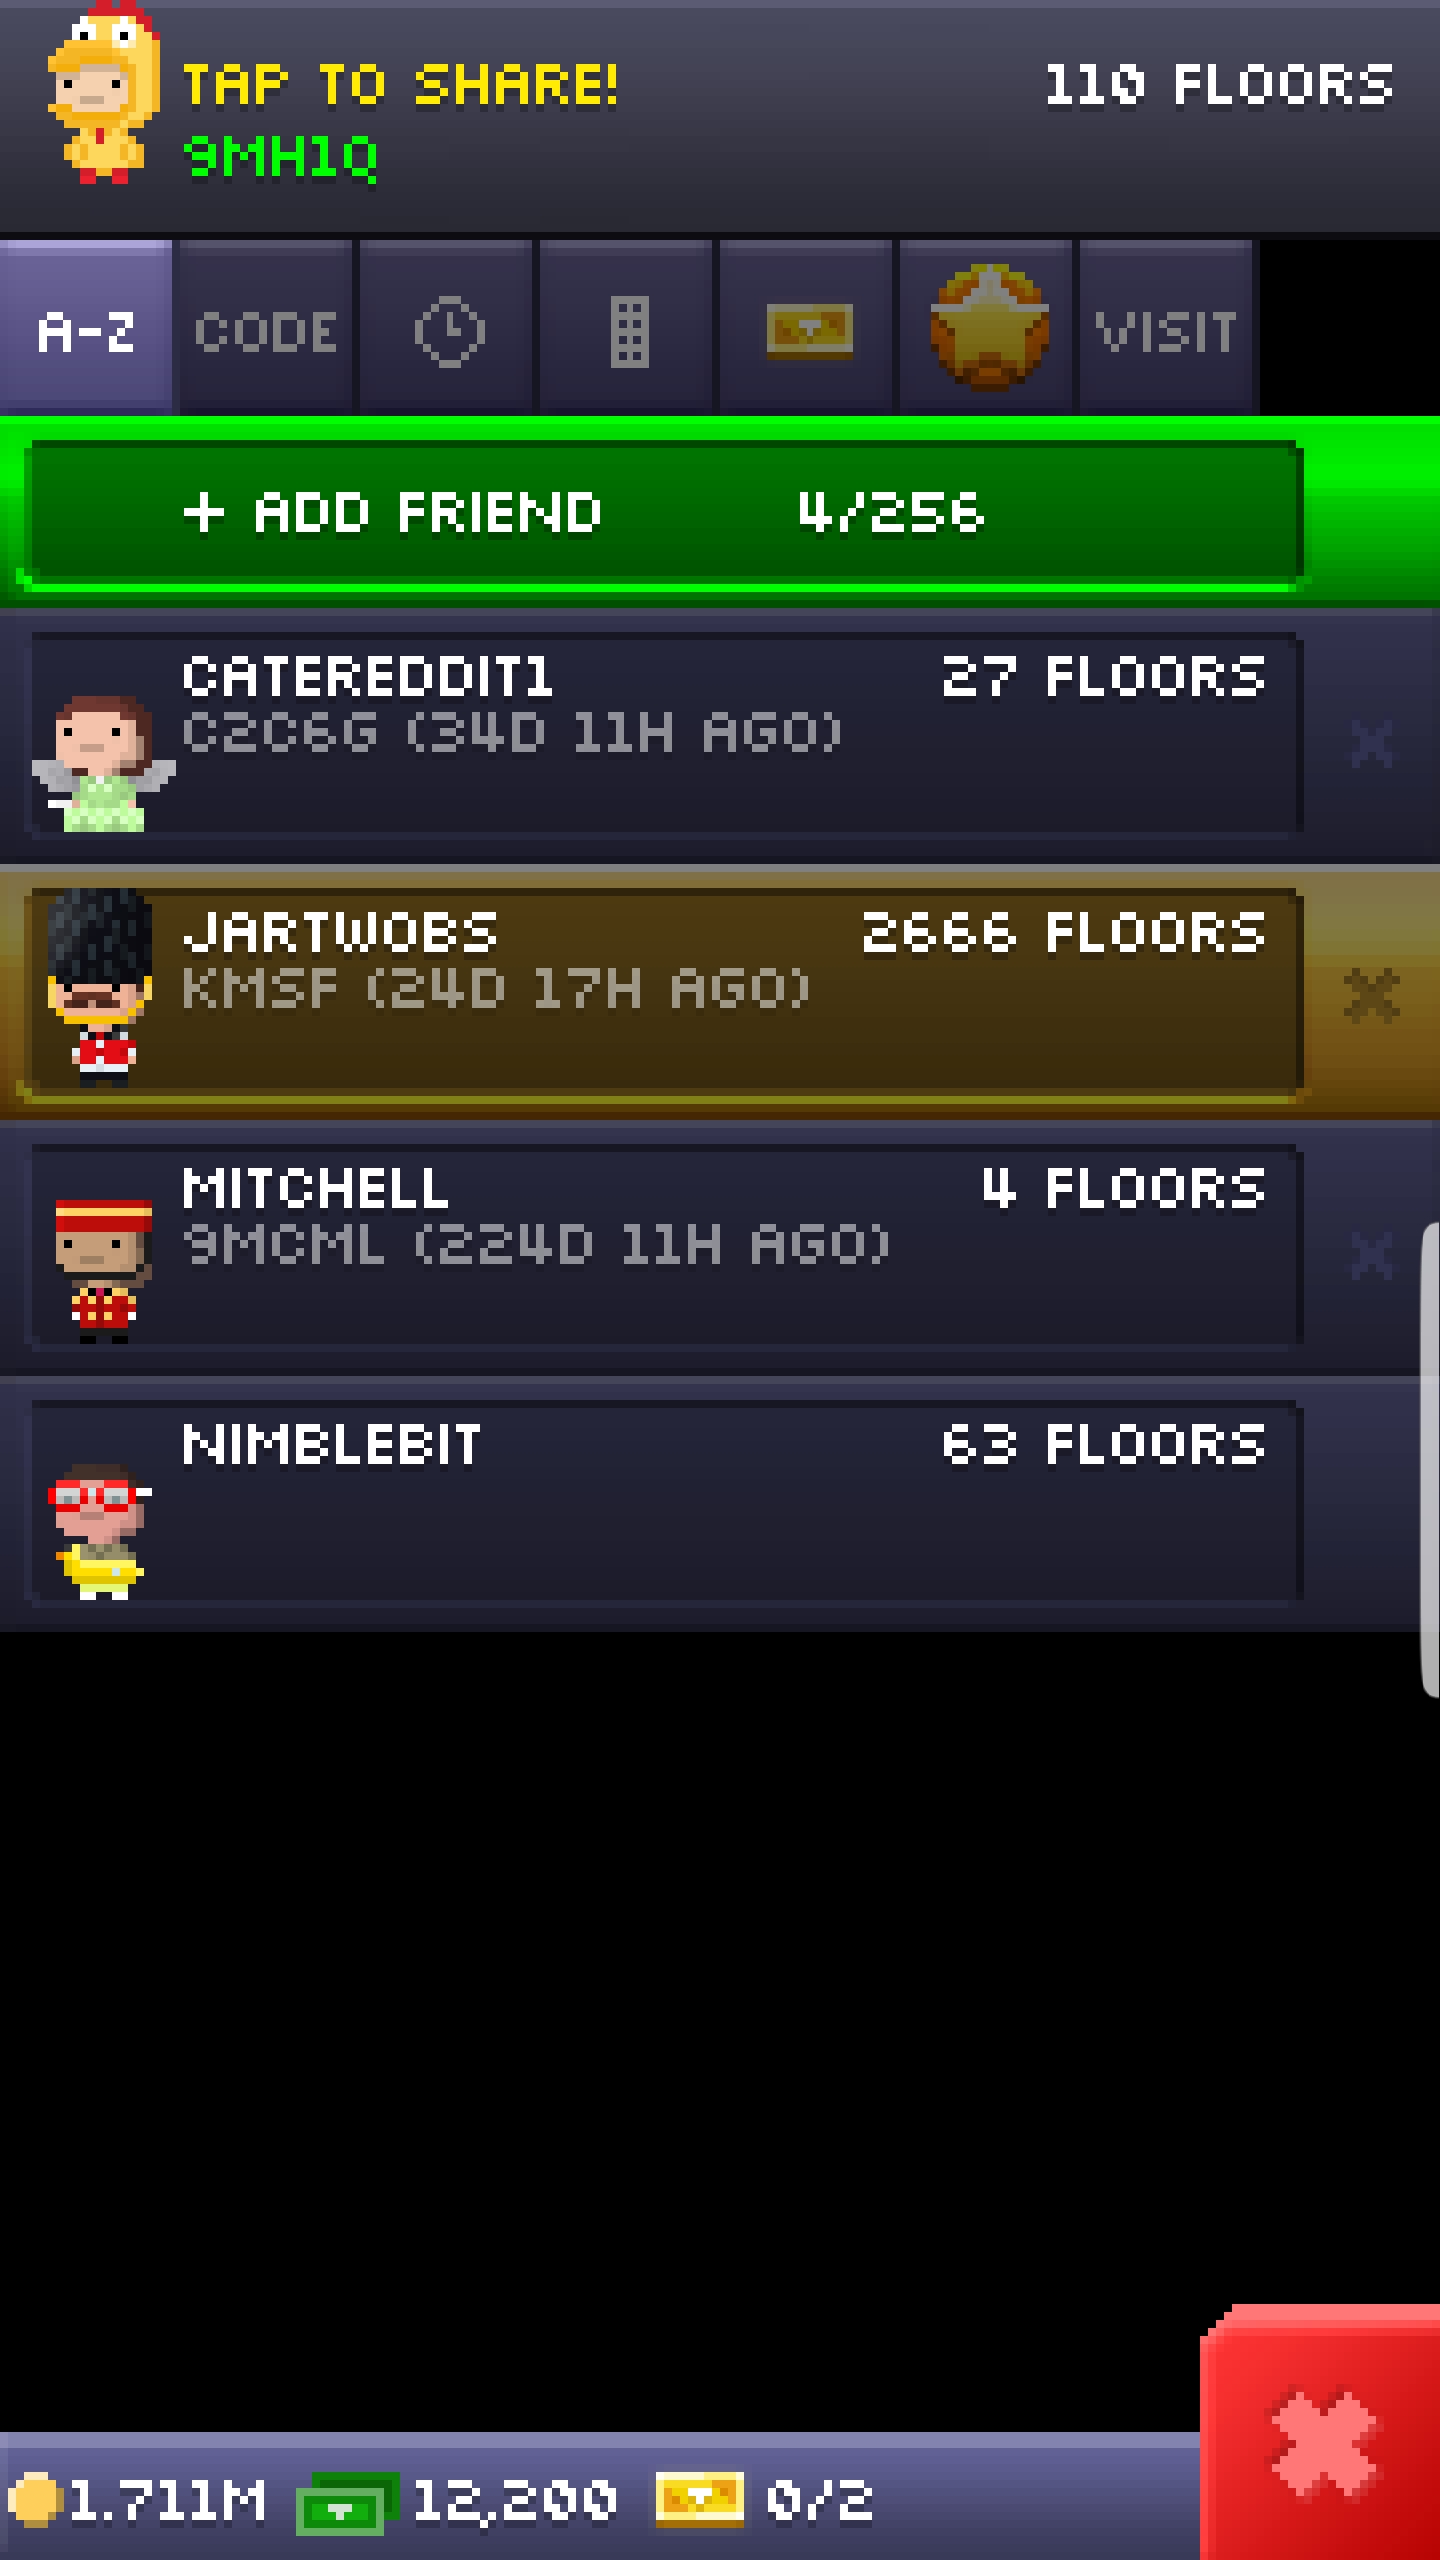 TAP TO SHARE!
110 FLOORS
9MH1Q
A-Z CODE VISIT
+ ADD FRIEND 4/256
CATEREDDIT1 27 FLOORS
C2C6G (34D 11H AGO)
JARTWOBS 2666 FLOORS
KMSF (24D 17H AGO)
MITCHELL 4 FLOORS
9MCML (224D 11H AGO)
NIMBLEBIT 63 FLOORS
1.711M 12,200 0/2